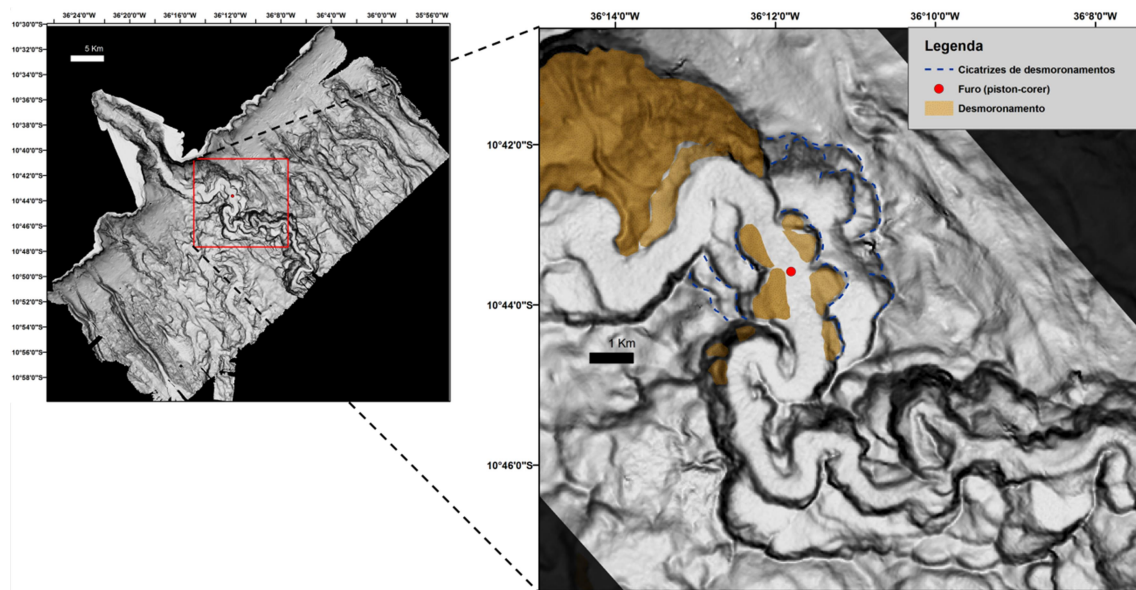 36°24'0"W 36°20'0"W 36°16'0"W 36°12'0"W 36°8'0"W 36°4'0"W 36°0'0"W 35°56'0"W
10°30'0"S
10°32'0"S
10°34'0"S
10°36'0"S
10°38'0"S
10°40'0"S
10°42'0"S
10°44'0"S
10°46'0"S
10°48'0"S
10°50'0"S
10°52'0"S
10°54'0"S
10°56'0"S
10°58'0"S
5 Km
36°14'0"W 36°12'0"W 36°10'0"W 36°8'0"W
10°42'0"S
10°44'0"S
10°46'0"S
1 Km
Legenda
Cicatrizes de desmoronamentos
Furo (piston-corer)
Desmoronamento